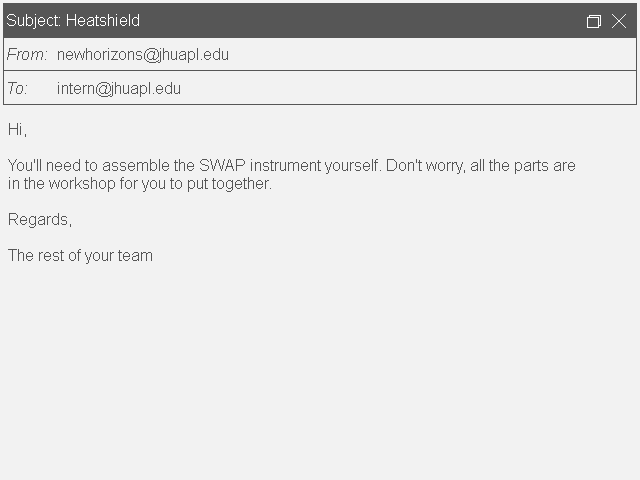 Subject: Heatshield
From: newhorizons@jhuapl.edu
To: intern@jhuapl.edu
Hi,
You'll need to assemble the SWAP instrument yourself. Don't worry, all the parts are
in the workshop for you to put together.
Regards,
The rest of your team